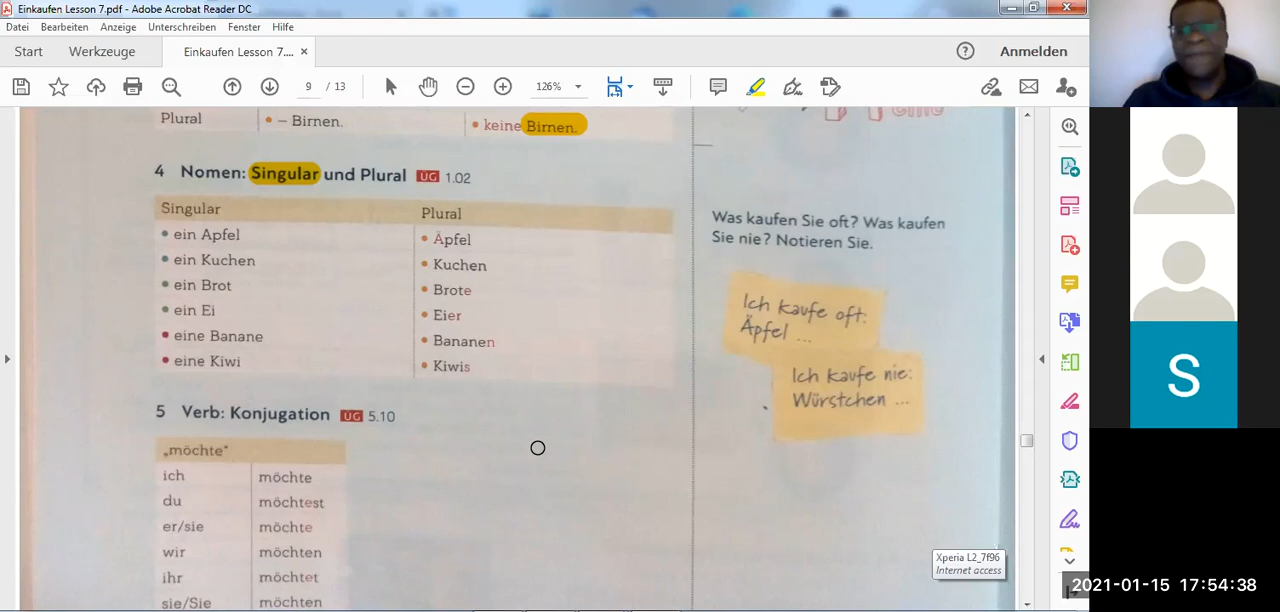 Einkaufen Lesson 7.pdf - Adobe Acrobat Reader DC
Datei Bearbeiten Anzeige Unterschreiben Fenster Hilfe
Start Werkzeuge Einkaufen Lesson 7.... × Anmelden
9 / 13 126%
Plural – Birnen. keine Birnen.
4 Nomen: Singular und Plural ÜG 1.02
Singular Plural
ein Apfel Äpfel
ein Kuchen Kuchen
ein Brot Brote
ein Ei Eier
eine Banane Bananen
eine Kiwi Kiwis
Was kaufen Sie oft? Was kaufen
Sie nie? Notieren Sie.
Ich kaufe oft:
Äpfel ...
Ich kaufe nie:
Würstchen ...
5 Verb: Konjugation ÜG 5.10
„möchte“
ich möchte
du möchtest
er/sie möchte
wir möchten
ihr möchtet
sie/Sie möchten
S
Xperia L2_7f96
Internet access
2021-01-15 17:54:38